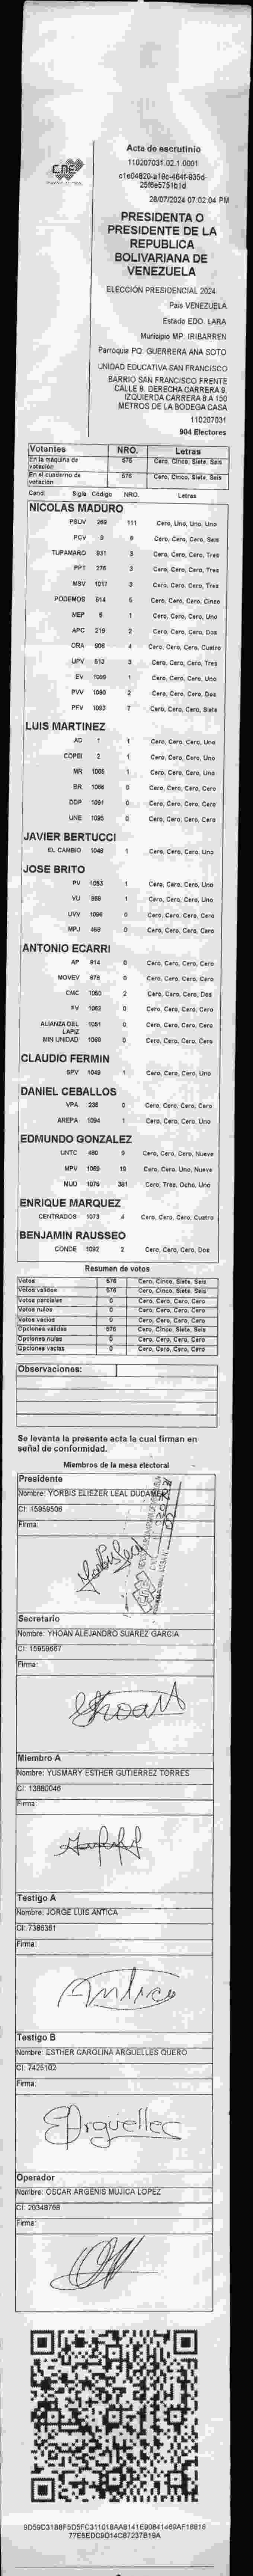 CNE
Acta de escrutinio
110207031.02.1.0001
28/07/2024 07:02:04 PM
PRESIDENTA O
PRESIDENTE DE LA
REPUBLICA
BOLIVARIANA DE
VENEZUELA
ELECCIÓN PRESIDENCIAL 2024
País VENEZUELA
Estado EDO. LARA
Municipio MP. IRIBARREN
Parroquia PQ. GUERRERA ANA SOTO
UNIDAD EDUCATIVA SAN FRANCISCO
BARRIO SAN FRANCISCO FRENTE
CALLE 8. DERECHA CARRERA 9
IZQUIERDA CARRERA 8 A 150
METROS DE LA BODEGA CASA
110207031
904 Electores
Votantes NRO. Letras
En la máquina de votación 576 Cero, Cinco, Siete, Seis
En el cuaderno de votación 576 Cero, Cinco, Siete, Seis
Cand. Sigla Código NRO. Letras
NICOLAS MADURO
PSUV 269 111 Cero, Uno, Uno, Uno
PCV 9 6 Cero, Cero, Cero, Seis
TUPAMARO 931 3 Cero, Cero, Cero, Tres
PPT 276 3 Cero, Cero, Cero, Tres
MSV 1017 3 Cero, Cero, Cero, Tres
PODEMOS 514 5 Cero, Cero, Cero, Cinco
MEP 5 1 Cero, Cero, Cero, Uno
APC 219 2 Cero, Cero, Cero, Dos
ORA 906 4 Cero, Cero, Cero, Cuatro
UPV 513 3 Cero, Cero, Cero, Tres
EV 1089 1 Cero, Cero, Cero, Uno
PVV 1090 2 Cero, Cero, Cero, Dos
PFV 1093 7 Cero, Cero, Cero, Siete
LUIS MARTINEZ
AD 1 1 Cero, Cero, Cero, Uno
COPEI 2 1 Cero, Cero, Cero, Uno
MR 1065 1 Cero, Cero, Cero, Uno
BR 1066 0 Cero, Cero, Cero, Cero
DDP 1091 0 Cero, Cero, Cero, Cero
UNE 1095 0 Cero, Cero, Cero, Cero
JAVIER BERTUCCI
EL CAMBIO 1048 1 Cero, Cero, Cero, Uno
JOSE BRITO
PV 1053 1 Cero, Cero, Cero, Uno
VU 968 1 Cero, Cero, Cero, Uno
UVV 1096 0 Cero, Cero, Cero, Cero
MPJ 459 0 Cero, Cero, Cero, Cero
ANTONIO ECARRI
AP 914 0 Cero, Cero, Cero, Cero
MOVEV 978 0 Cero, Cero, Cero, Cero
CMC 1060 2 Cero, Cero, Cero, Dos
FV 1062 0 Cero, Cero, Cero, Cero
ALIANZA DEL LAPIZ 1051 0 Cero, Cero, Cero, Cero
MIN UNIDAD 1069 0 Cero, Cero, Cero, Cero
CLAUDIO FERMIN
SPV 1049 1 Cero, Cero, Cero, Uno
DANIEL CEBALLOS
VPA 236 0 Cero, Cero, Cero, Cero
AREPA 1094 1 Cero, Cero, Cero, Uno
EDMUNDO GONZALEZ
UNTC 460 9 Cero, Cero, Cero, Nueve
MPV 1069 19 Cero, Cero, Uno, Nueve
MUD 1076 381 Cero, Tres, Ocho, Uno
ENRIQUE MARQUEZ
CENTRADOS 1073 4 Cero, Cero, Cero, Cuatro
BENJAMIN RAUSSEO
CONDE 1092 2 Cero, Cero, Cero, Dos
Resumen de votos
Votos 576 Cero, Cinco, Siete, Seis
Votos validos 576 Cero, Cinco, Siete, Seis
Votos parciales 0 Cero, Cero, Cero, Cero
Votos nulos 0 Cero, Cero, Cero, Cero
Votos vacios 0 Cero, Cero, Cero, Cero
Opciones validas 576 Cero, Cinco, Siete, Seis
Opciones nulas 0 Cero, Cero, Cero, Cero
Opciones vacias 0 Cero, Cero, Cero, Cero
Observaciones:
Se levanta la presente acta la cual firman en
señal de conformidad.
Miembros de la mesa electoral
Presidente
Nombre: YORBIS ELIEZER LEAL DUDAMEL
CI: 15959506
Firma:
Secretario
Nombre: YHOAN ALEJANDRO SUAREZ GARCIA
CI: 15959667
Firma:
Miembro A
Nombre: YUSMARY ESTHER GUTIERREZ TORRES
CI: 13880046
Firma:
Testigo A
Nombre: JORGE LUIS ANTICA
CI: 7386361
Firma:
Antica
Testigo B
Nombre: ESTHER CAROLINA ARGUELLES QUERO
CI: 7425102
Firma:
EArguelles
Operador
Nombre: OSCAR ARGENIS MUJICA LOPEZ
CI: 20348768
Firma: